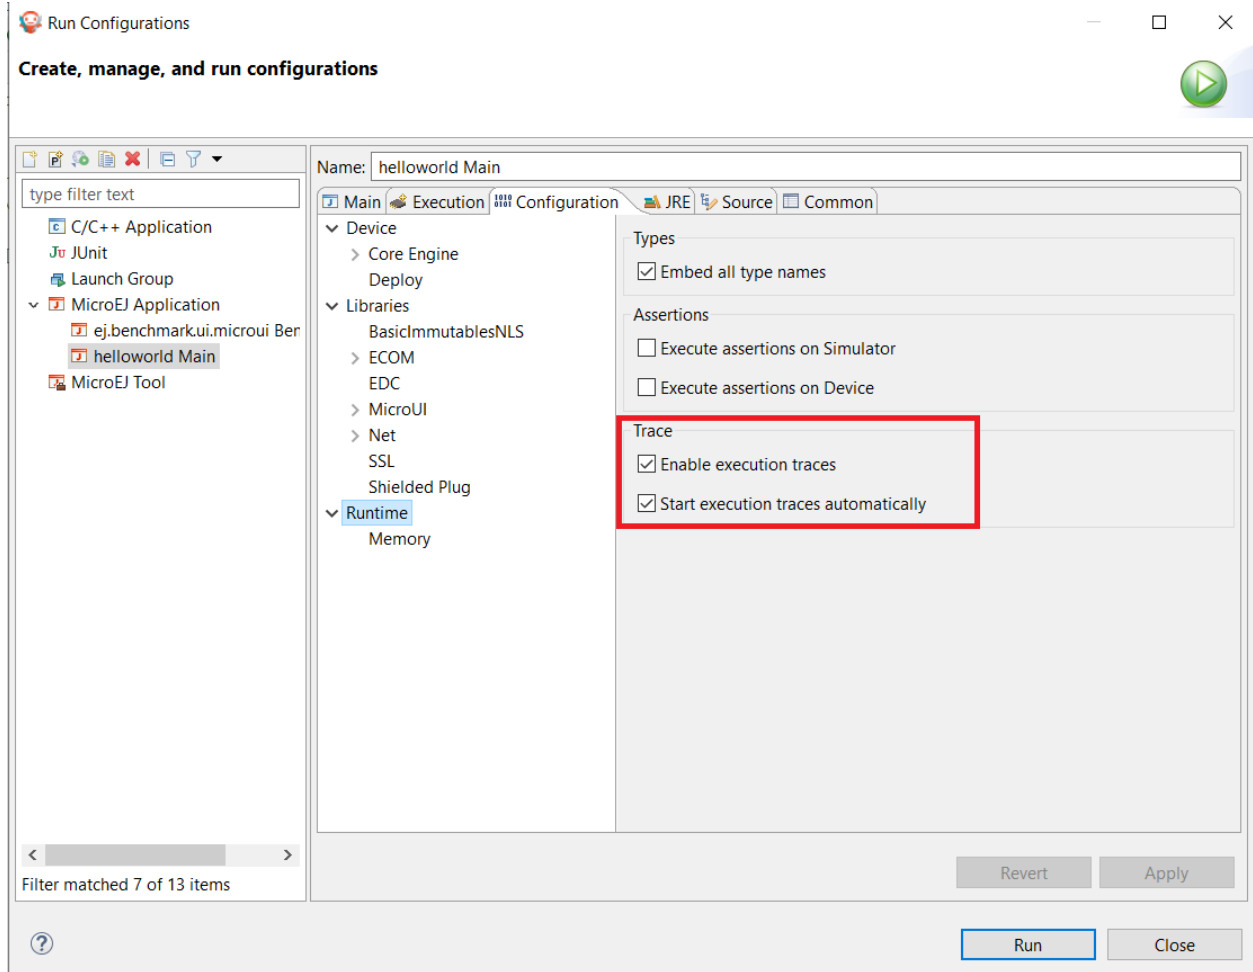 Run Configurations
Create, manage, and run configurations
type filter text
C/C++ Application
Ju JUnit
Launch Group
MicroEJ Application
ej.benchmark.ui.microui Ber
helloworld Main
MicroEJ Tool
Filter matched 7 of 13 items
Name: helloworld Main
Main Execution Configuration JRE Source Common
Device
Core Engine
Deploy
Libraries
BasicImmutablesNLS
ECOM
EDC
MicroUI
Net
SSL
Shielded Plug
Runtime
Memory
Types
Embed all type names
Assertions
Execute assertions on Simulator
Execute assertions on Device
Trace
Enable execution traces
Start execution traces automatically
Revert Apply
Run Close